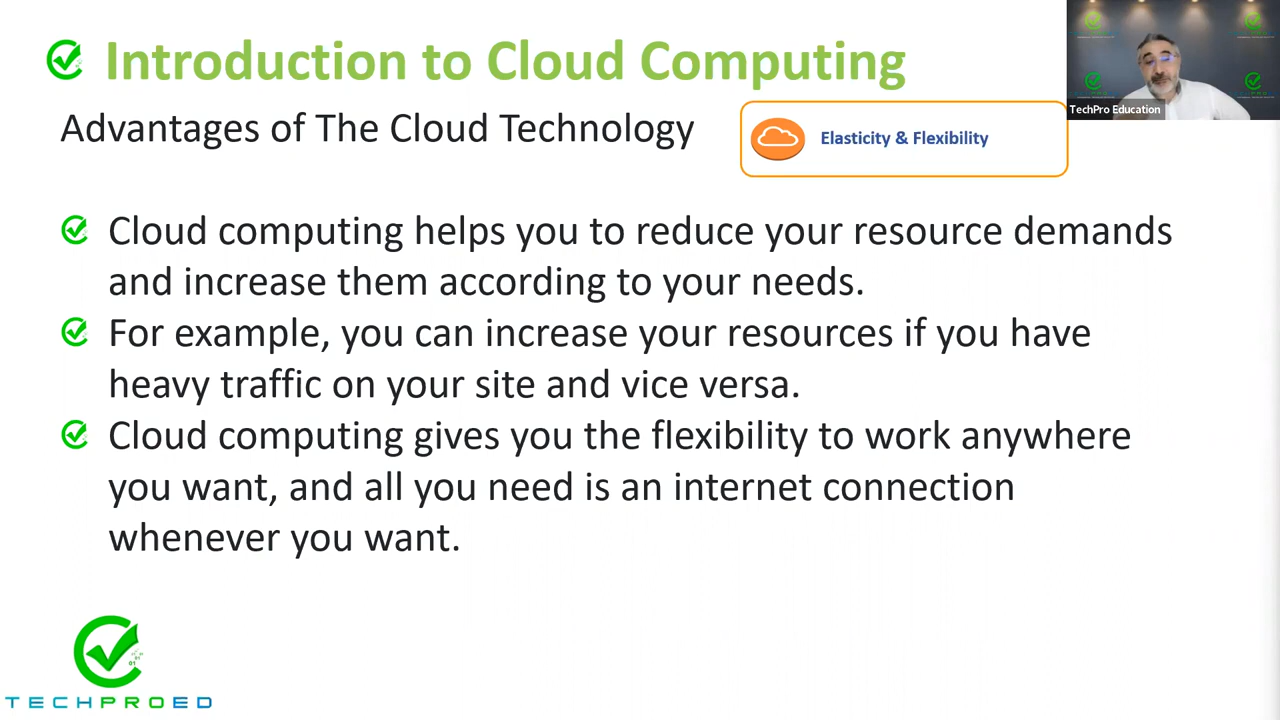 Introduction to Cloud Computing
TechPro Education
Advantages of The Cloud Technology
Elasticity & Flexibility
Cloud computing helps you to reduce your resource demands
and increase them according to your needs.
For example, you can increase your resources if you have
heavy traffic on your site and vice versa.
Cloud computing gives you the flexibility to work anywhere
you want, and all you need is an internet connection
whenever you want.
TECHPROED